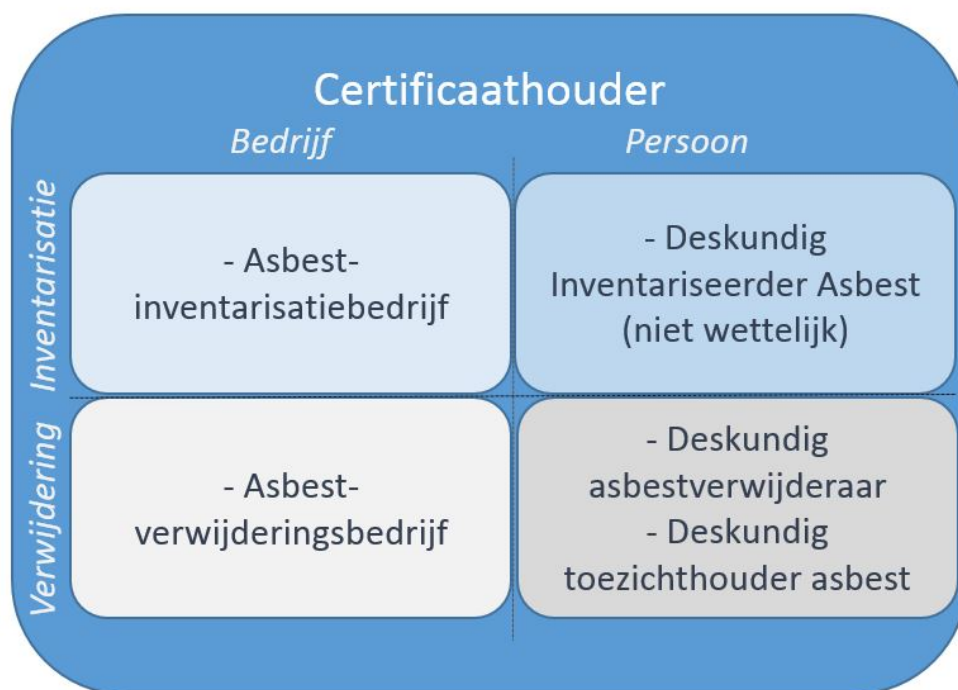 Certificaathouder
Bedrijf
Persoon
Inventarisatie
- Asbest-
inventarisatiebedrijf
- Deskundig
Inventariseerder Asbest
(niet wettelijk)
Verwijdering
- Asbest-
verwijderingsbedrijf
- Deskundig
asbestverwijderaar
- Deskundig
toezichthouder asbest